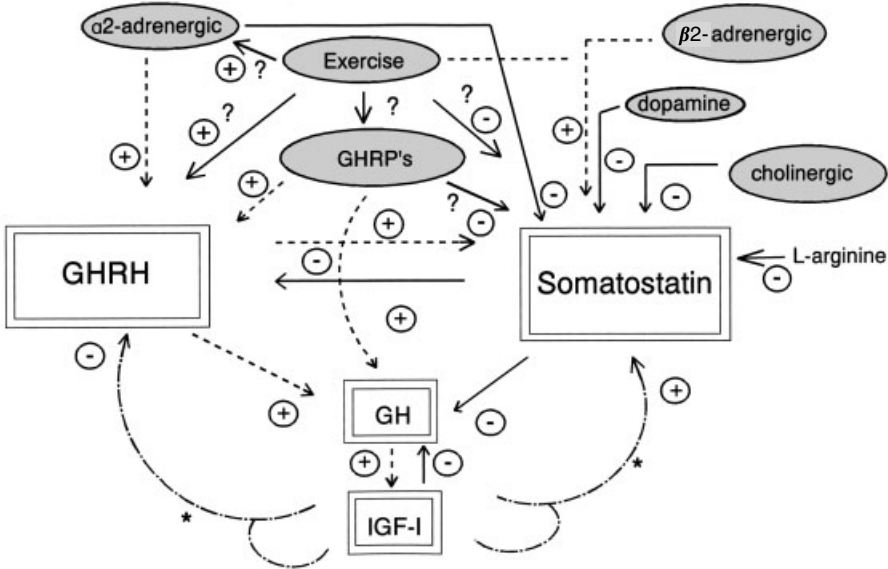 α2-adrenergic
β2-adrenergic
Exercise
+
?
?
?
+
?
-
dopamine
+
+
-
GHRP's
cholinergic
+
-
-
?
-
+
-
GHRH
Somatostatin
L-arginine
-
+
-
+
+
GH
-
+
-
*
IGF-I
*